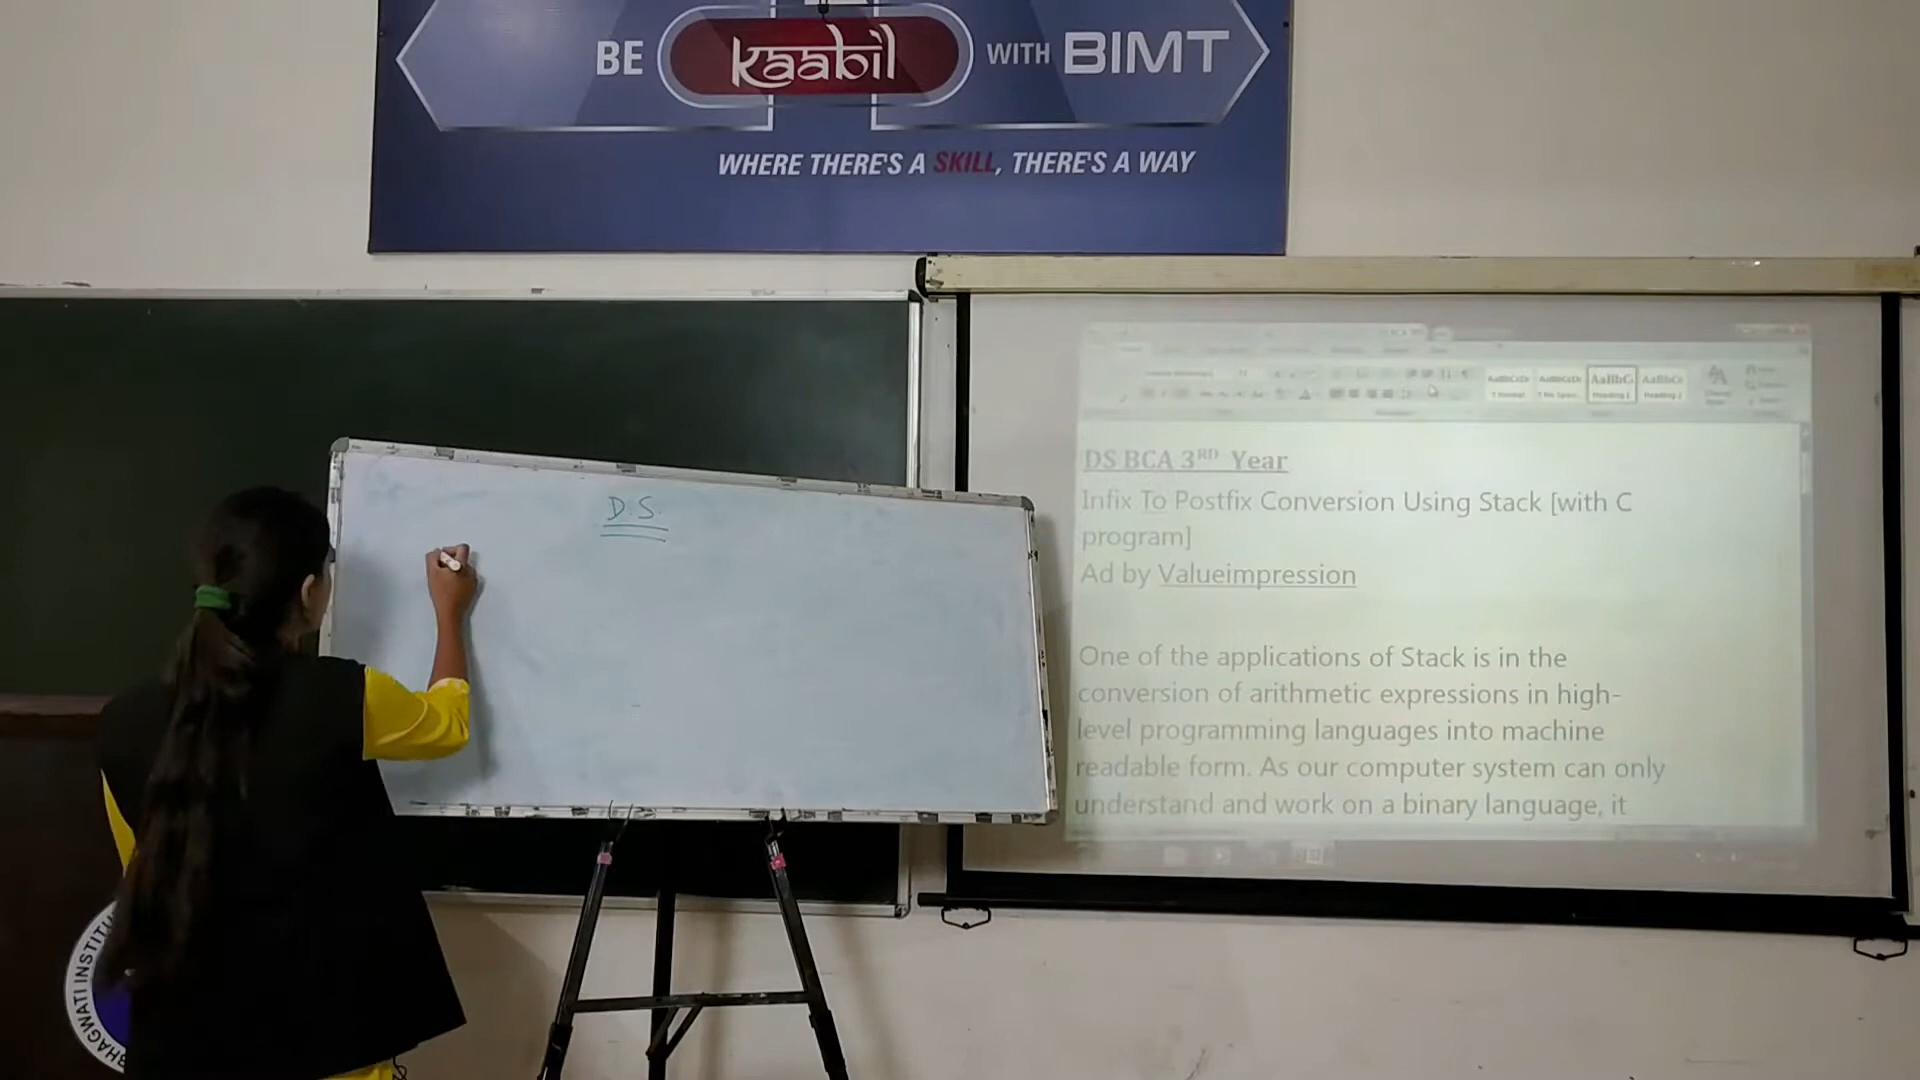 BE kaabil WITH BIMT
WHERE THERE'S A SKILL, THERE'S A WAY
D.S.
DS BCA 3RD Year
Infix To Postfix Conversion Using Stack [with C
program]
Ad by Valueimpression
One of the applications of Stack is in the
conversion of arithmetic expressions in high-
level programming languages into machine
readable form. As our computer system can only
understand and work on a binary language, it
BHAGWATI INSTITU